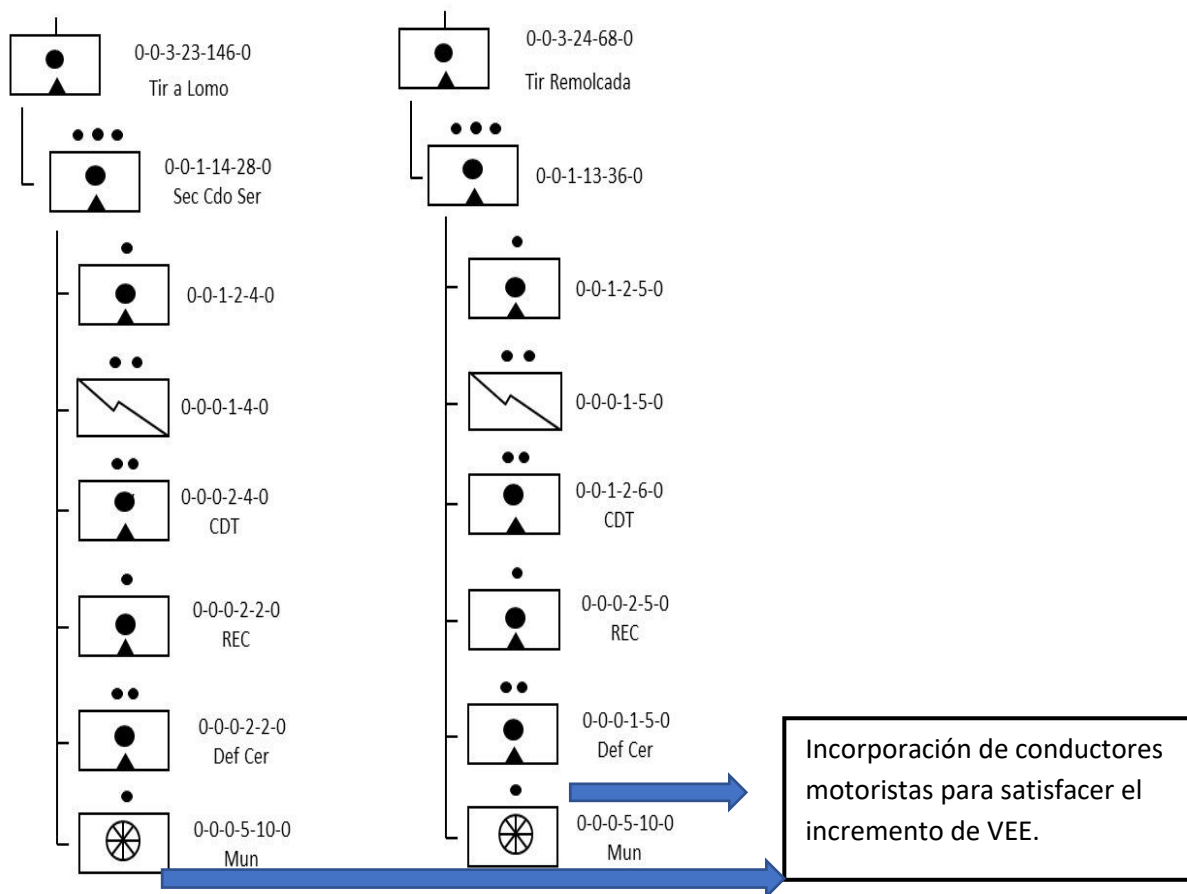 0-0-3-23-146-0
Tir a Lomo
0-0-1-14-28-0
Sec Cdo Ser
0-0-1-2-4-0
0-0-0-1-4-0
0-0-0-2-4-0
CDT
0-0-0-2-2-0
REC
0-0-0-2-2-0
Def Cer
0-0-0-5-10-0
Mun
0-0-3-24-68-0
Tir Remolcada
0-0-1-13-36-0
0-0-1-2-5-0
0-0-0-1-5-0
0-0-1-2-6-0
CDT
0-0-0-2-5-0
REC
0-0-0-1-5-0
Def Cer
0-0-0-5-10-0
Mun
Incorporación de conductores
motoristas para satisfacer el
incremento de VEE.